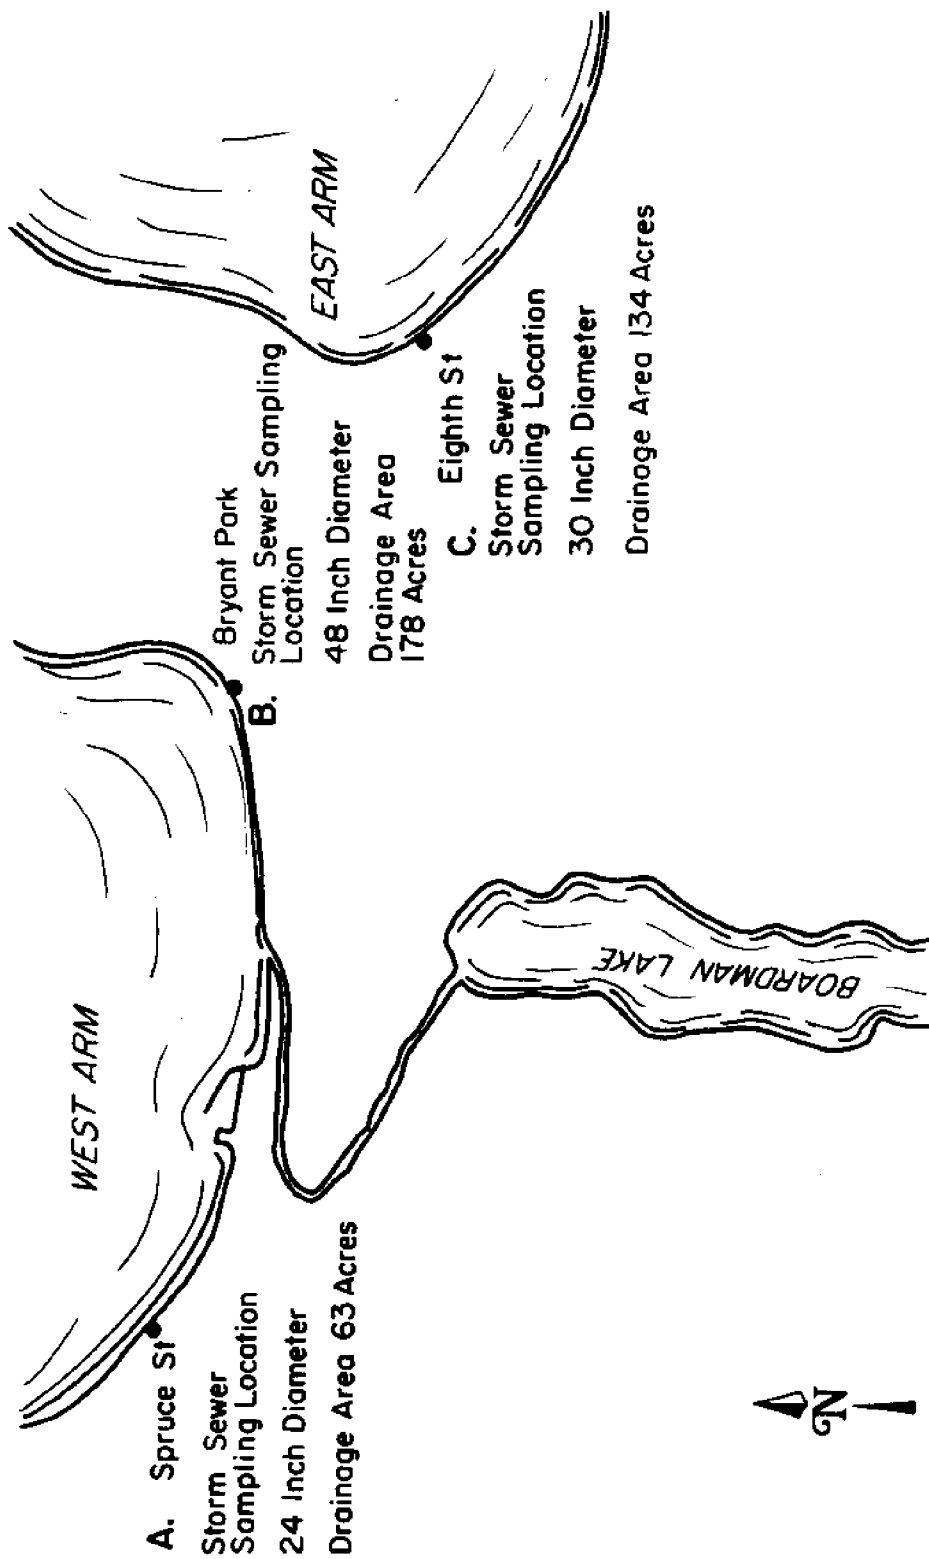 WEST ARM
EAST ARM
A. Spruce St
Storm Sewer
Sampling Location
24 Inch Diameter
Drainage Area 63 Acres
Bryant Park
B. Storm Sewer Sampling
Location
48 Inch Diameter
Drainage Area
178 Acres
C. Eighth St
Storm Sewer
Sampling Location
30 Inch Diameter
Drainage Area 134 Acres
BOARDMAN LAKE
N